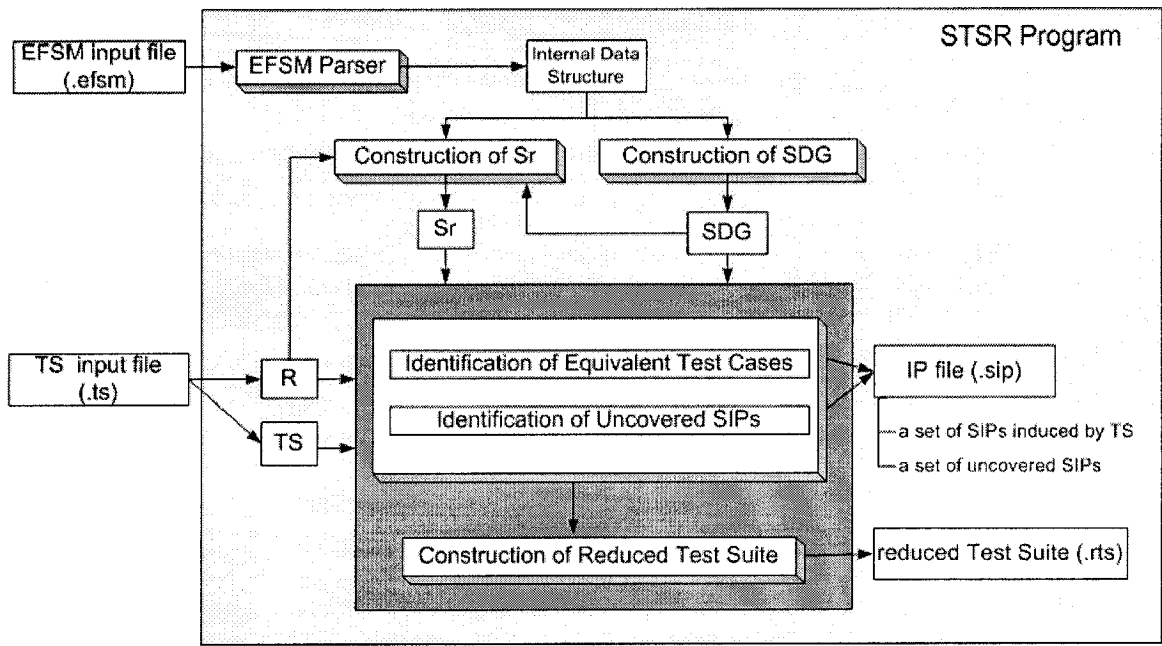 STSR Program
EFSM input file
(.efsm)
EFSM Parser
Internal Data
Structure
Construction of Sr
Construction of SDG
Sr
SDG
TS input file
(.ts)
R
TS
Identification of Equivalent Test Cases
Identification of Uncovered SIPs
IP file (.sip)
a set of SIPs induced by TS
a set of uncovered SIPs
Construction of Reduced Test Suite
reduced Test Suite (.rts)